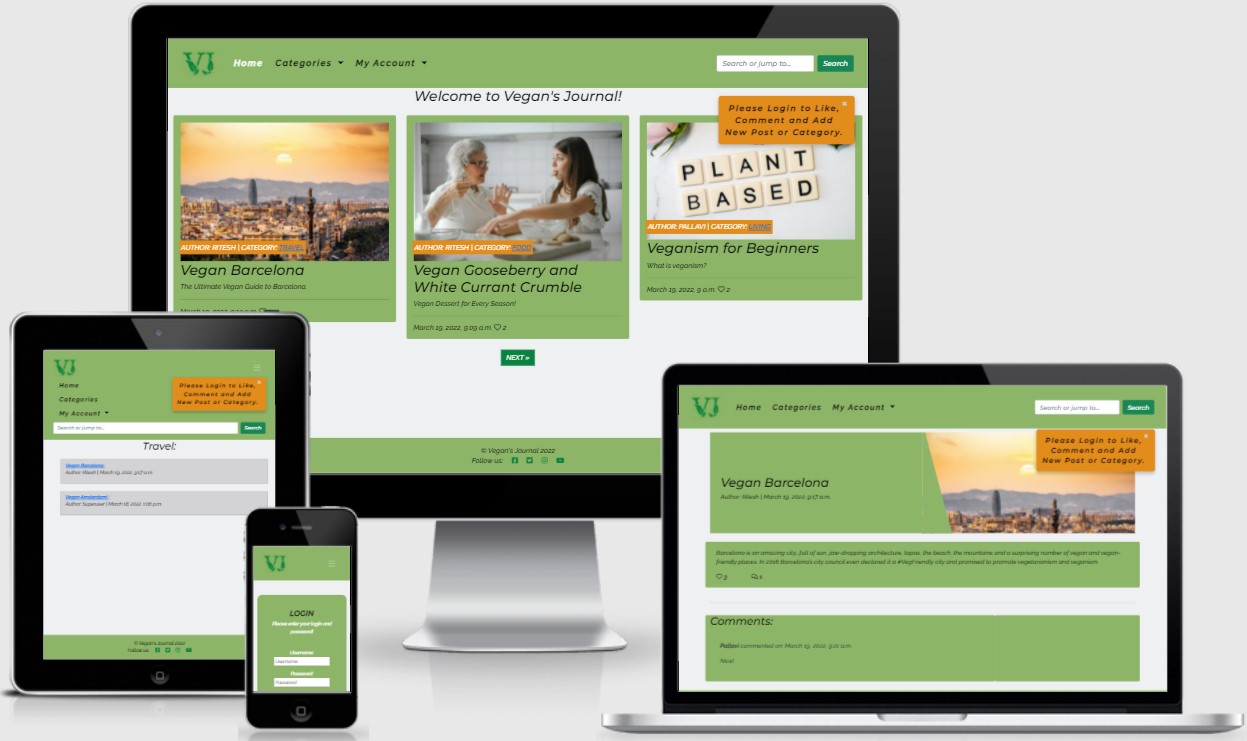 VJ
Home Categories My Account
Search or jump to... Search
Welcome to Vegan's Journal!
Please Login to Like,
Comment and Add
New Post or Category.
AUTHOR: RITESH | CATEGORY: TRAVEL
Vegan Barcelona
The Ultimate Vegan Guide to Barcelona.
AUTHOR: RITESH | CATEGORY: FOOD
Vegan Gooseberry and
White Currant Crumble
Vegan Dessert for Every Season!
March 19, 2022, 9:09 a.m. 2
PLANT
BASED
AUTHOR: PALLAVI | CATEGORY: LIVING
Veganism for Beginners
What is veganism?
March 19, 2022, 9 a.m. 2
NEXT »
© Vegan's Journal 2022
Follow us:
VJ
Home
Categories
My Account
Please Login to Like,
Comment and Add
New Post or Category.
Search or jump to... Search
Travel:
Vegan Barcelona
Author: Ritesh | March 19, 2022, 9:17 a.m.
Vegan Amsterdam!
Author: Superuser | March 18, 2022,
© Vegan's Journal 2022
Follow us:
VJ
LOGIN
Please enter your login and
password!
Username
Username
Password
Password
VJ
Home Categories My Account
Search or jump to... Search
Please Login to Like,
Comment and Add
New Post or Category.
Vegan Barcelona
Author: Ritesh | March 19, 2022, 9:17 a.m.
Barcelona is an amazing city, full of sun, jaw-dropping architecture, tapas, the beach, the mountains and a surprising number of vegan and vegan-
friendly places. In 2016 Barcelona's city council even declared it a #VegFriendly city and promised to promote vegetarianism and veganism
3 1
Comments:
Pallavi commented on: March 19, 2022, 9:21 a.m.
Nice!